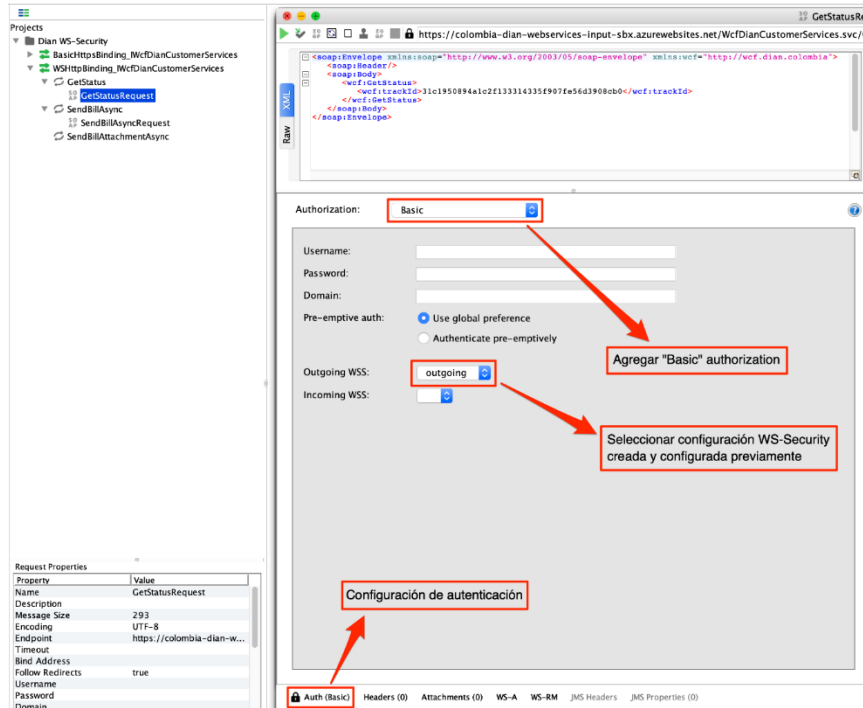 Projects
Dian WS-Security
BasicHttpsBinding_IWcfDianCustomerServices
WSHttpBinding_IWcfDianCustomerServices
GetStatus
GetStatusRequest
SendBillAsync
SendBillAsyncRequest
SendBillAttachmentAsync
Request Properties
Property Value
Name GetStatusRequest
Description
Message Size 293
Encoding UTF-8
Endpoint https://colombia-dian-w...
Timeout
Bind Address
Follow Redirects true
Username
Password
Domain
GetStatusRe
https://colombia-dian-webservices-input-sbx.azurewebsites.net/WcfDianCustomerServices.svc/
XML
Raw
<soap:Envelope xmlns:soap="http://www.w3.org/2003/05/soap-envelope" xmlns:wcf="http://wcf.dian.colombia">
<soap:Header/>
<soap:Body>
<wcf:GetStatus>
<wcf:trackId>31c1950894a1c2f133314335f907fe56d3908cb0</wcf:trackId>
</wcf:GetStatus>
</soap:Body>
</soap:Envelope>
Authorization: Basic
Username:
Password:
Domain:
Pre-emptive auth: Use global preference
Authenticate pre-emptively
Outgoing WSS: outgoing
Incoming WSS:
Agregar "Basic" authorization
Seleccionar configuración WS-Security
creada y configurada previamente
Configuración de autenticación
Auth (Basic) Headers (0) Attachments (0) WS-A WS-RM JMS Headers JMS Properties (0)